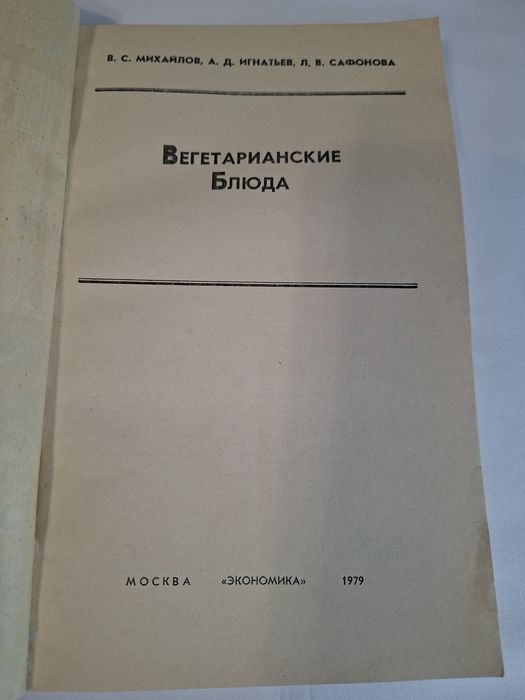 В. С. МИХАЙЛОВ, А. Д. ИГНАТЬЕВ, Л. В. САФОНОВА
ВЕГЕТАРИАНСКИЕ
БЛЮДА
МОСКВА «ЭКОНОМИКА» 1979